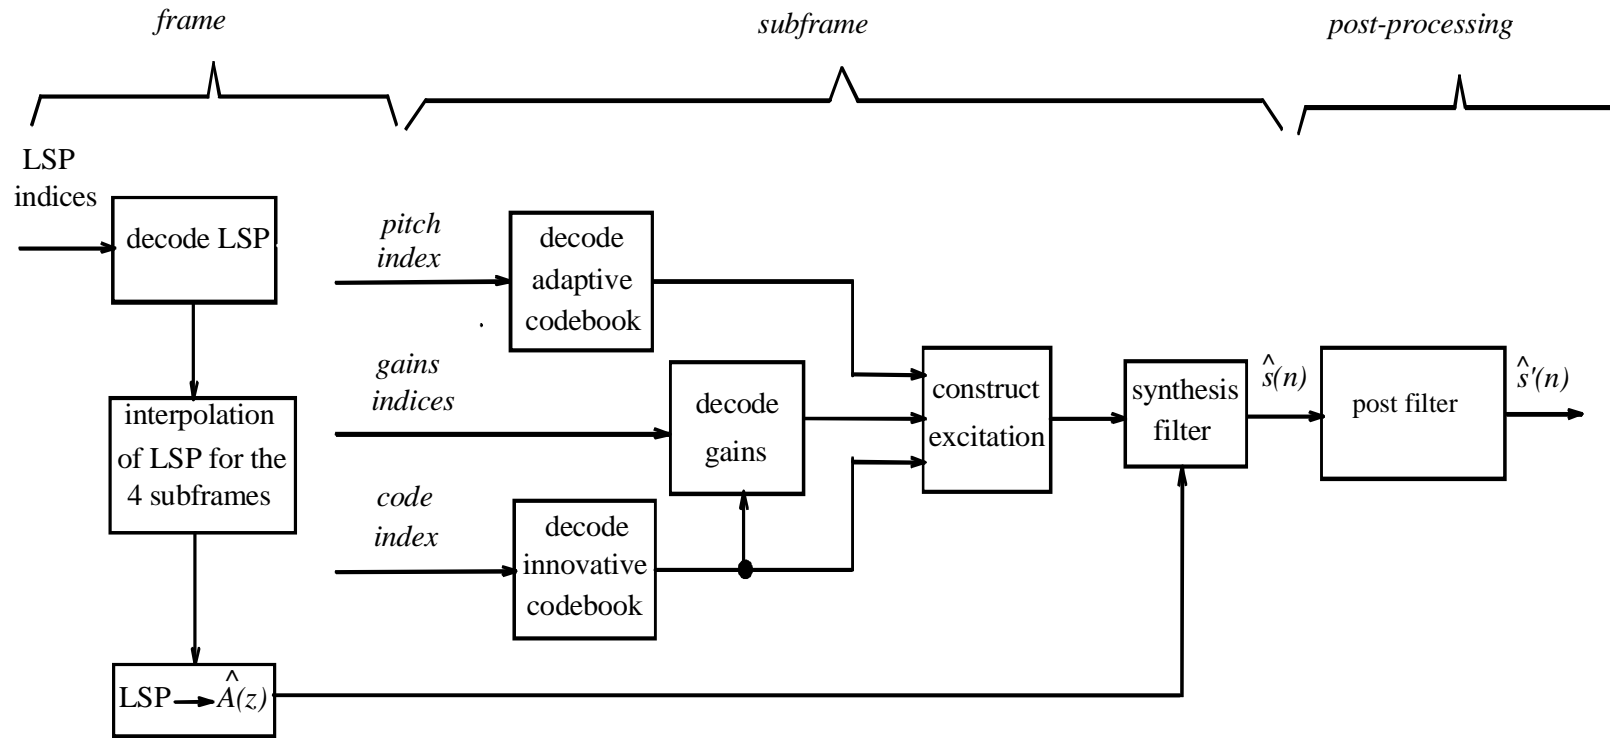 frame
subframe
post-processing
LSP
indices
decode LSP
interpolation
of LSP for the
4 subframes
LSP Â(z)
pitch
index
decode
adaptive
codebook
gains
indices
decode
gains
code
index
decode
innovative
codebook
construct
excitation
synthesis
filter
ŝ(n)
post filter
ŝ'(n)